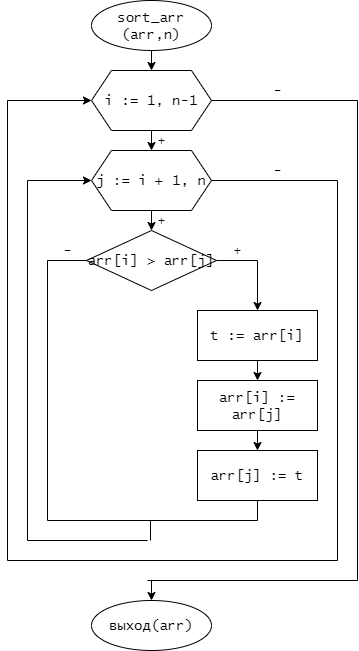 sort_arr
(arr,n)
i := 1, n-1
-
+
j := i + 1, n
-
+
arr[i] > arr[j]
-
+
t := arr[i]
arr[i] :=
arr[j]
arr[j] := t
выход(arr)